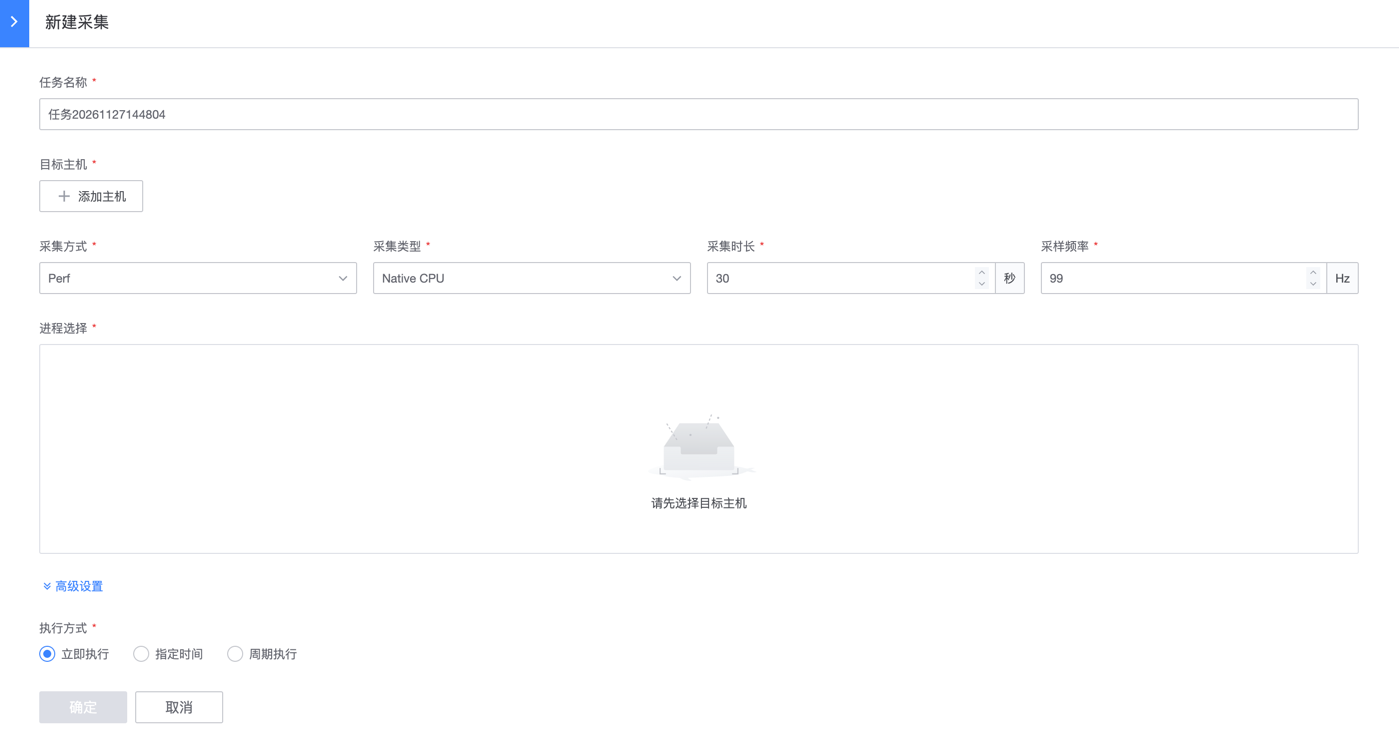 新建采集
任务名称 *
任务20261127144804
目标主机 *
添加主机
采集方式 * 采集类型 * 采集时长 * 采样频率 *
Perf Native CPU 30 秒 99 Hz
进程选择 *
请先选择目标主机
高级设置
执行方式 *
立即执行 指定时间 周期执行
确定 取消